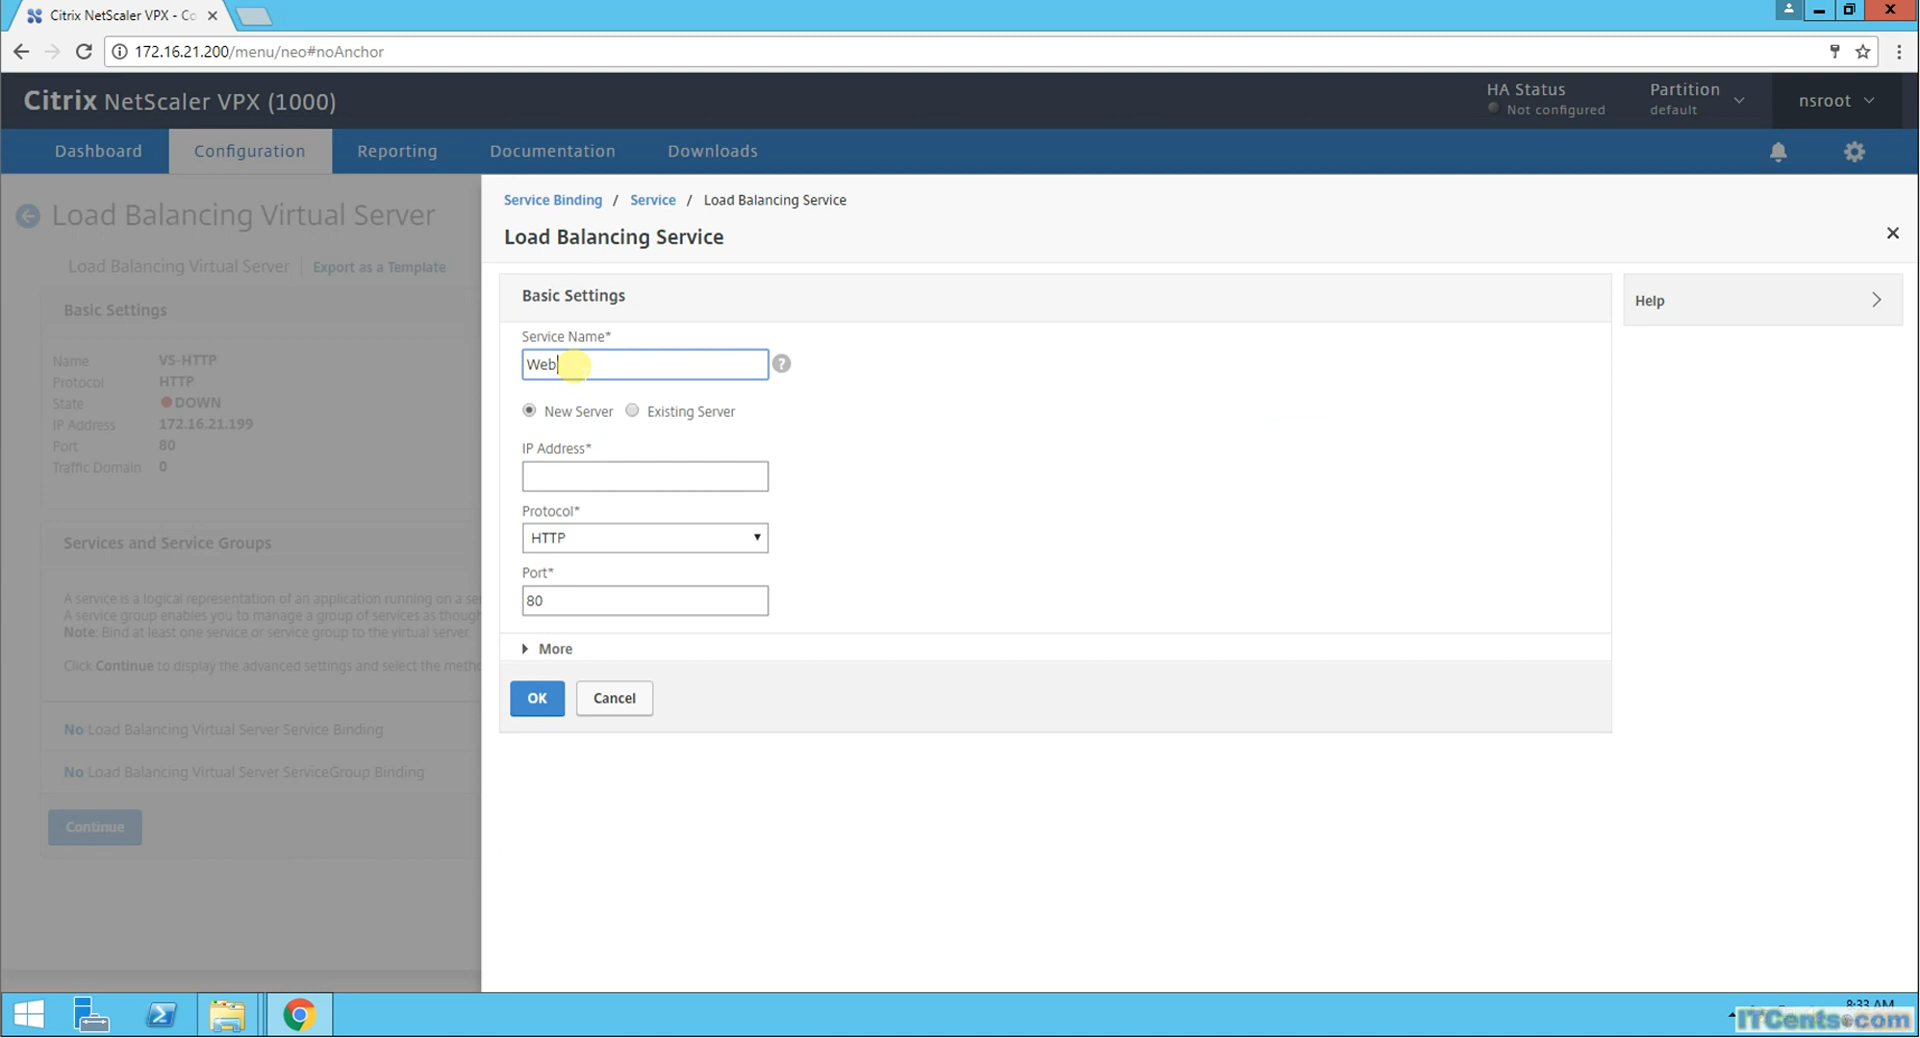 Citrix NetScaler VPX - Co
172.16.21.200/menu/neo#noAnchor
Citrix NetScaler VPX (1000)
HA Status
Not configured
Partition
default
nsroot
Dashboard
Configuration
Reporting
Documentation
Downloads
Load Balancing Virtual Server
Load Balancing Virtual Server
Export as a Template
Basic Settings
Name VS-HTTP
Protocol HTTP
State DOWN
IP Address 172.16.21.199
Port 80
Traffic Domain 0
Services and Service Groups
A service is a logical representation of an application running on a se
A service group enables you to manage a group of services as though
Note: Bind at least one service or service group to the virtual server.
Click Continue to display the advanced settings and select the metho
No Load Balancing Virtual Server Service Binding
No Load Balancing Virtual Server ServiceGroup Binding
Continue
Service Binding / Service / Load Balancing Service
Load Balancing Service
Basic Settings
Service Name*
Web
?
New Server
Existing Server
IP Address*
Protocol*
HTTP
Port*
80
More
OK
Cancel
Help
8:33 AM
ITCents.com